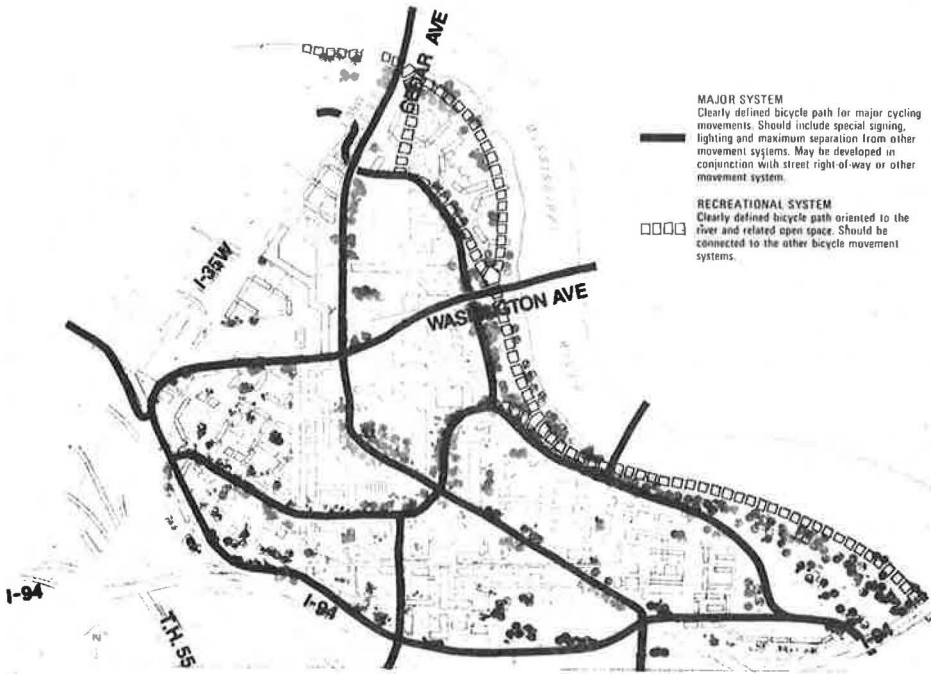 CEDAR AVE
MAJOR SYSTEM
Clearly defined bicycle path for major cycling
movements. Should include special signing,
lighting and maximum separation from other
movement systems. May be developed in
conjunction with street right-of-way or other
movement system.
RECREATIONAL SYSTEM
Clearly defined bicycle path oriented to the
river and related open space. Should be
connected to the other bicycle movement
systems.
MISSISSIPPI
RIVER
I-35W
WASHINGTON AVE
I-94
I-94
I-94
T.H. 55